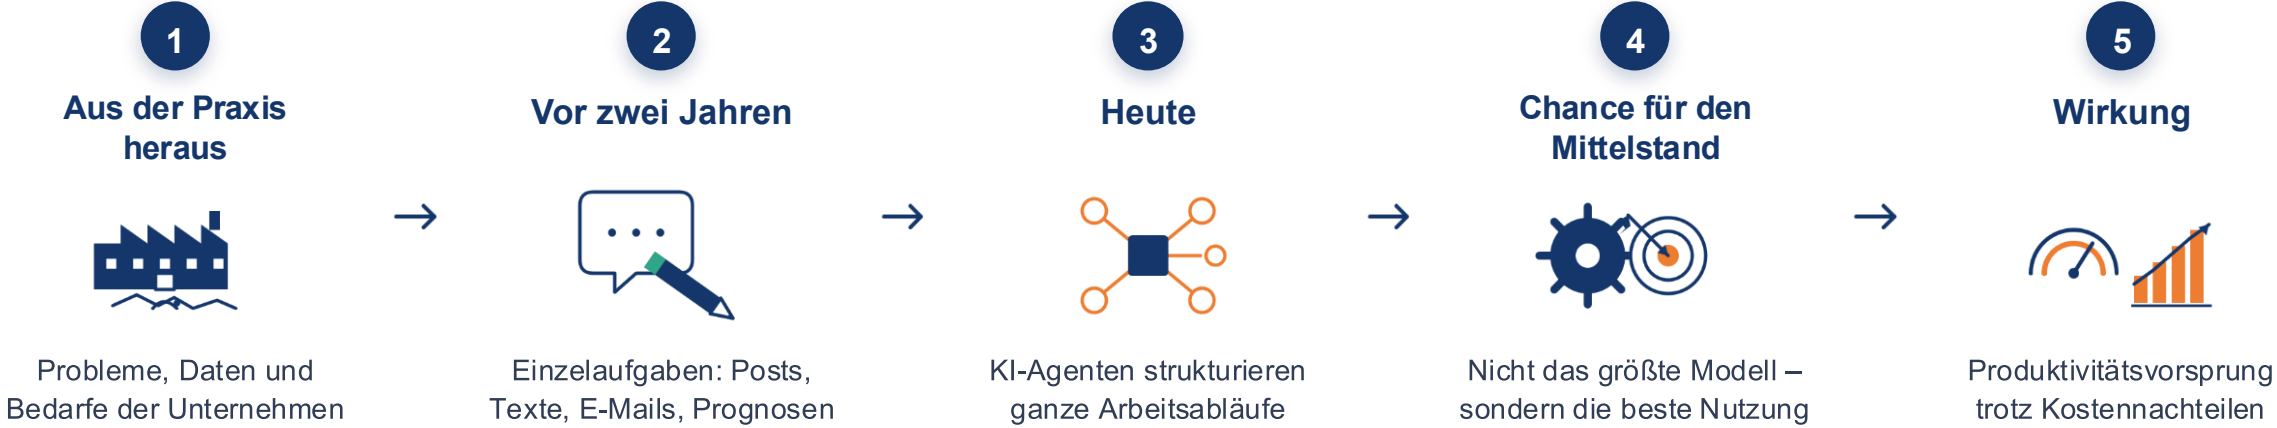 1
Aus der Praxis
heraus
Probleme, Daten und
Bedarfe der Unternehmen
2
Vor zwei Jahren
Einzelaufgaben: Posts,
Texte, E-Mails, Prognosen
3
Heute
KI-Agenten strukturieren
ganze Arbeitsabläufe
4
Chance für den
Mittelstand
Nicht das größte Modell –
sondern die beste Nutzung
5
Wirkung
Produktivitätsvorsprung
trotz Kostennachteilen